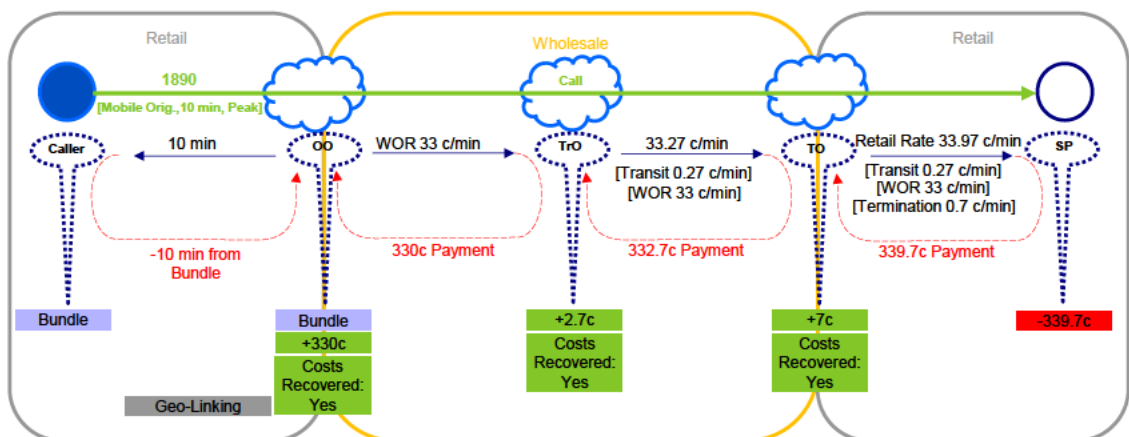 Retail
Wholesale
Retail
1890
Call
[Mobile Orig.,10 min, Peak]
Caller
10 min
OO
WOR 33 c/min
TrO
33.27 c/min
TO
Retail Rate 33.97 c/min
SP
[Transit 0.27 c/min]
[WOR 33 c/min]
[Transit 0.27 c/min]
[WOR 33 c/min]
[Termination 0.7 c/min]
-10 min from
Bundle
330c Payment
332.7c Payment
339.7c Payment
Bundle
Bundle
+330c
Costs
Recovered:
Yes
+2.7c
Costs
Recovered:
Yes
+7c
Costs
Recovered:
Yes
-339.7c
Geo-Linking